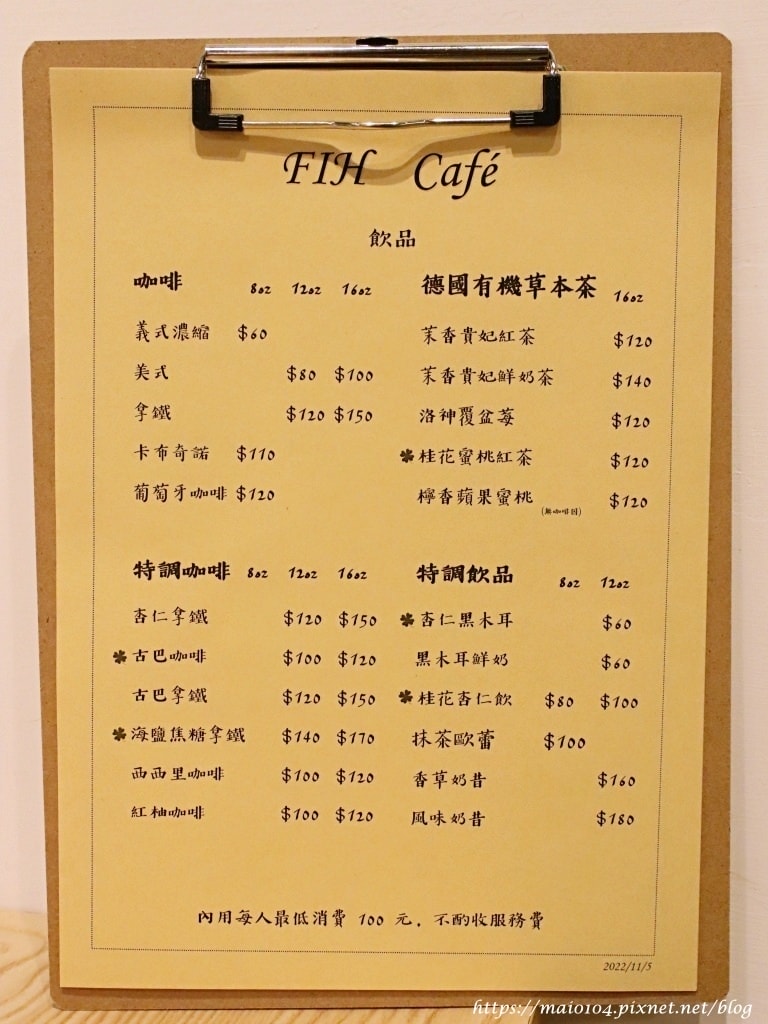 FIH Café
飲品
咖啡 8oz 12oz 16oz
義式濃縮 $60
美式 $80 $100
拿鐵 $120 $150
卡布奇諾 $110
葡萄牙咖啡 $120
德國有機草本茶 16oz
茉香貴妃紅茶 $120
茉香貴妃鮮奶茶 $140
洛神覆盆莓 $120
🍀桂花蜜桃紅茶 $120
檸香蘋果蜜桃 (無咖啡因) $120
特調咖啡 8oz 12oz 16oz
杏仁拿鐵 $120 $150
🍀古巴咖啡 $100 $120
古巴拿鐵 $120 $150
🍀海鹽焦糖拿鐵 $140 $170
西西里咖啡 $100 $120
紅柚咖啡 $100 $120
特調飲品 8oz 12oz
🍀杏仁黑木耳 $60
黑木耳鮮奶 $60
🍀桂花杏仁飲 $80 $100
抹茶歐蕾 $100
香草奶昔 $160
風味奶昔 $180
內用每人最低消費 100 元，不酌收服務費
2022/11/5
https://maio104.pixnet.net/blog